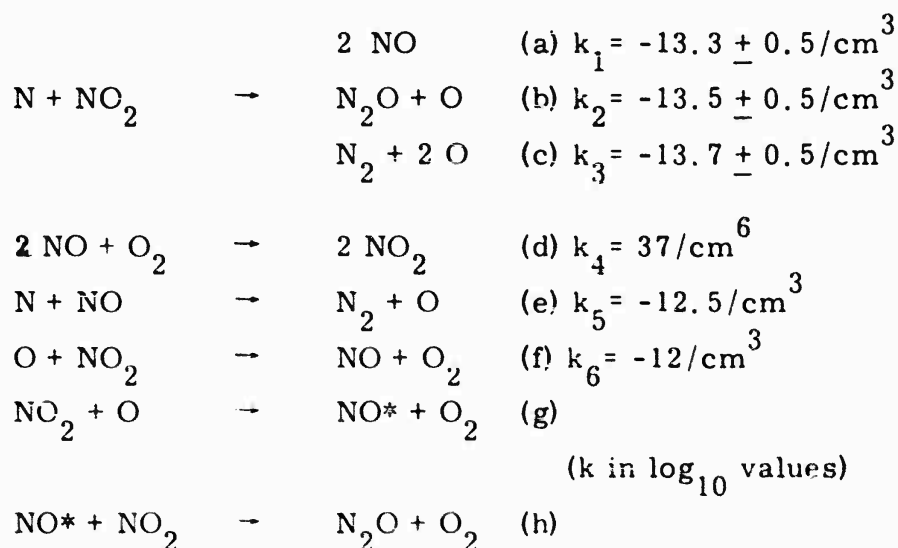 2 NO (a) k₁ = -13.3 ± 0.5/cm³
N + NO₂ → N₂O + O (b) k₂ = -13.5 ± 0.5/cm³
N₂ + 2 O (c) k₃ = -13.7 ± 0.5/cm³
2 NO + O₂ → 2 NO₂ (d) k₄ = 37/cm⁶
N + NO → N₂ + O (e) k₅ = -12.5/cm³
O + NO₂ → NO + O₂ (f) k₆ = -12/cm³
NO₂ + O → NO* + O₂ (g)
(k in log₁₀ values)
NO* + NO₂ → N₂O + O₂ (h)